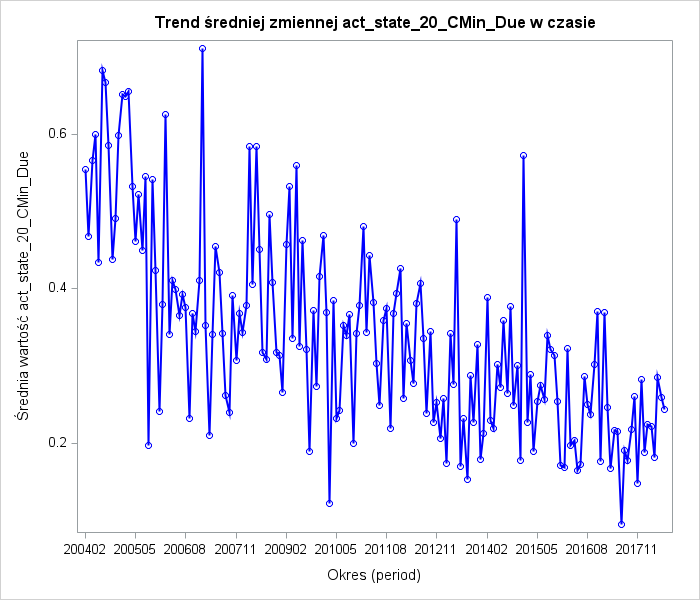 Trend średniej zmiennej act_state_20_CMin_Due w czasie
Średnia wartość act_state_20_CMin_Due
0.6
0.4
0.2
200402 200505 200608 200711 200902 201005 201108 201211 201402 201505 201608 201711
Okres (period)